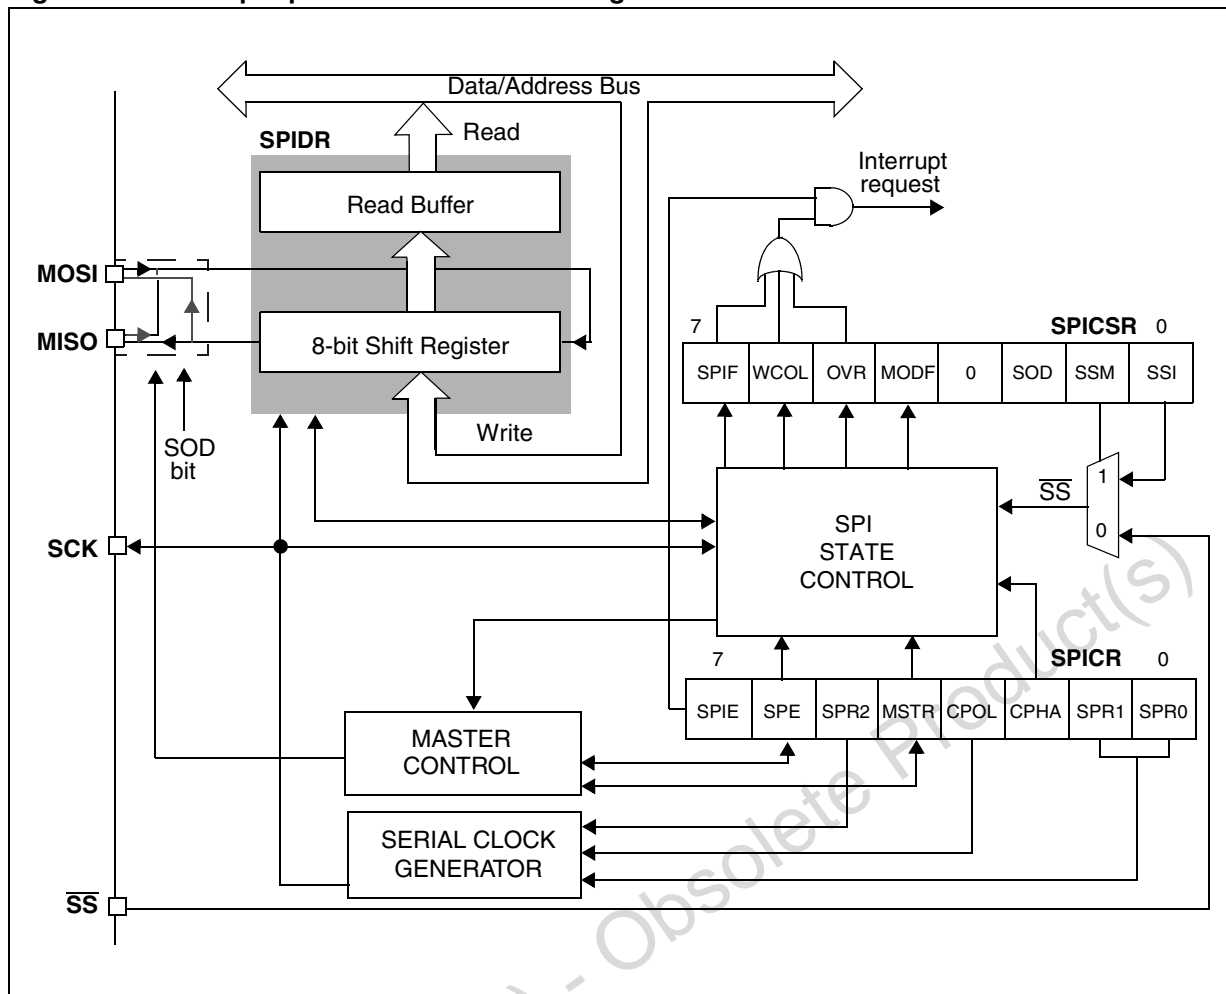 Data/Address Bus
SPIDR
Read
Read Buffer
Interrupt
request
MOSI
MISO
8-bit Shift Register
7
SPICSR
0
SPIF
WCOL
OVR
MODF
0
SOD
SSM
SSI
Write
SOD
bit
1
SS
0
SCK
SPI
STATE
CONTROL
7
SPICR
0
SPIE
SPE
SPR2
MSTR
CPOL
CPHA
SPR1
SPR0
MASTER
CONTROL
SERIAL CLOCK
GENERATOR
SS
- Obsolete Product(s)